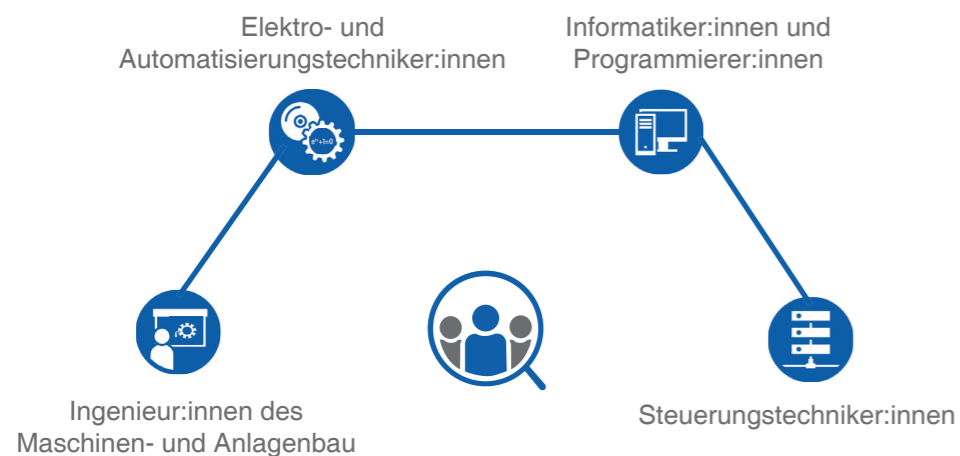 Elektro- und
Automatisierungstechniker:innen
Informatiker:innen und
Programmierer:innen
Ingenieur:innen des
Maschinen- und Anlagenbau
Steuerungstechniker:innen